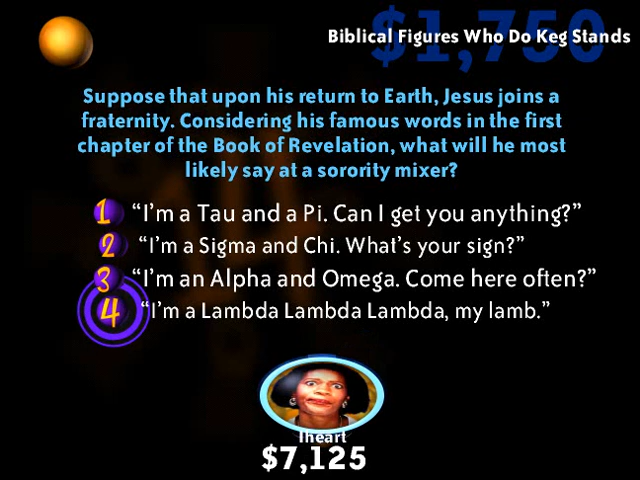 $1,750
Biblical Figures Who Do Keg Stands
Suppose that upon his return to Earth, Jesus joins a
fraternity. Considering his famous words in the first
chapter of the Book of Revelation, what will he most
likely say at a sorority mixer?
1 “I’m a Tau and a Pi. Can I get you anything?”
2 “I’m a Sigma and Chi. What’s your sign?”
3 “I’m an Alpha and Omega. Come here often?”
4 “I’m a Lambda Lambda Lambda, my lamb.”
Iheart
$7,125